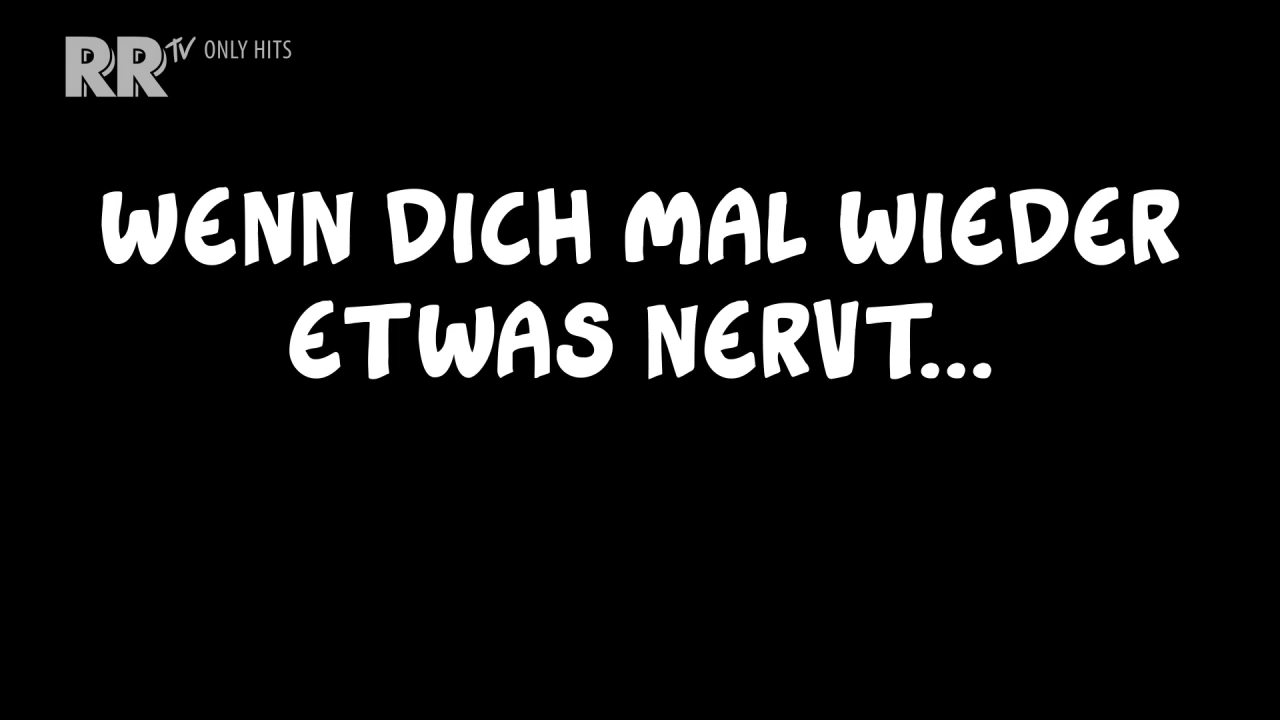 RR TV ONLY HITS
WENN DICH MAL WIEDER
ETWAS NERVT...